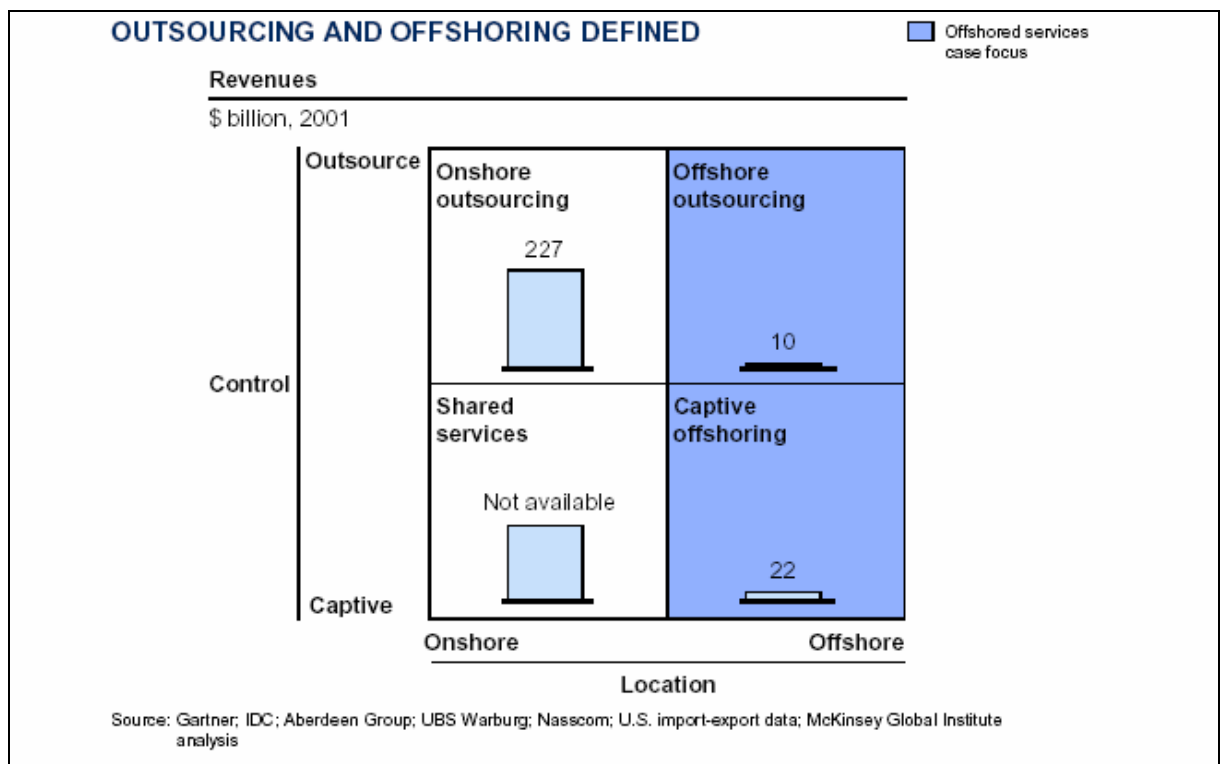 OUTSOURCING AND OFFSHORING DEFINED
Offshored services
case focus
Revenues
$ billion, 2001
Outsource
Onshore
outsourcing
227
Offshore
outsourcing
10
Control
Shared
services
Not available
Captive
offshoring
22
Captive
Onshore
Offshore
Location
Source: Gartner; IDC; Aberdeen Group; UBS Warburg; Nasscom; U.S. import-export data; McKinsey Global Institute
analysis